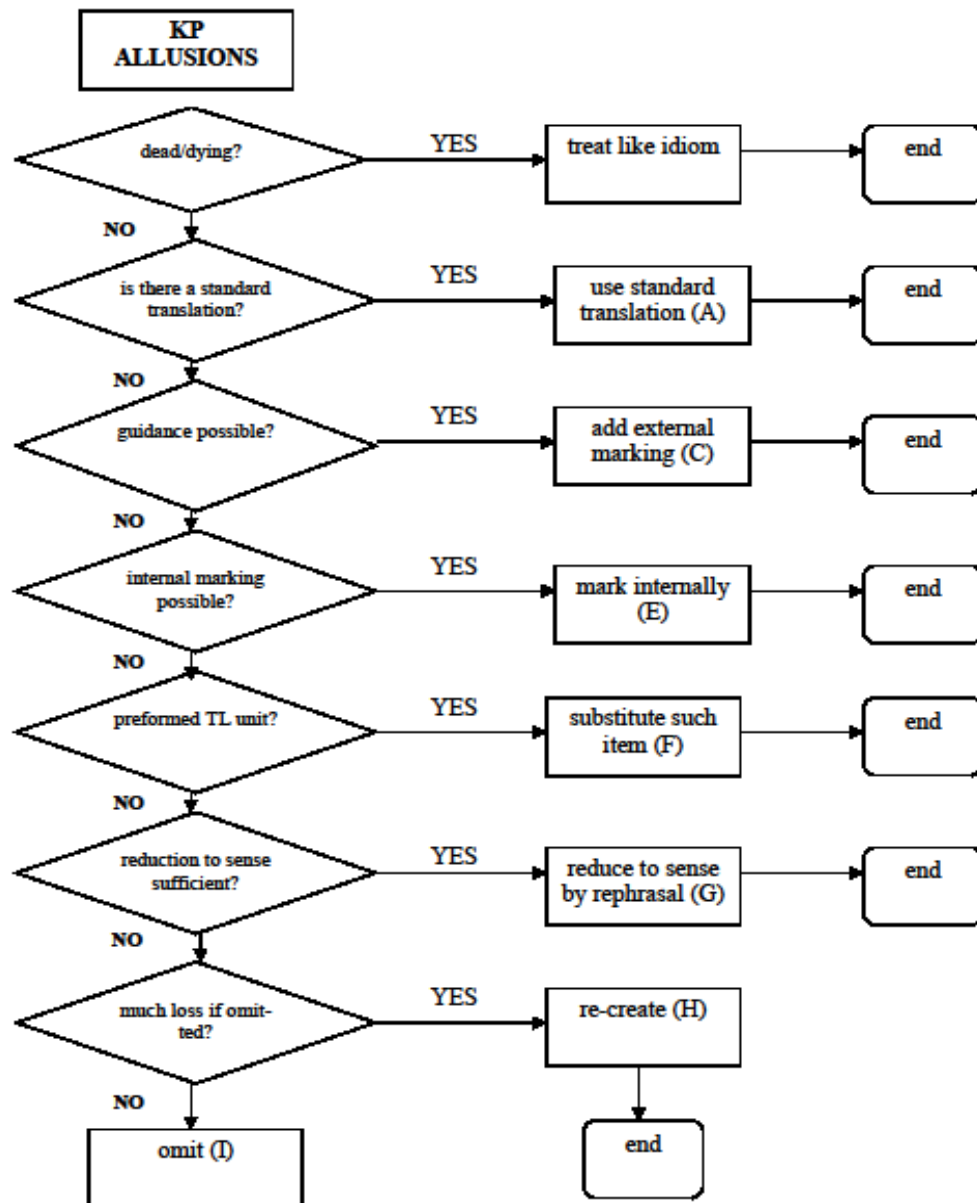 KP
ALLUSIONS
dead/dying?
YES
treat like idiom
end
NO
is there a standard
translation?
YES
use standard
translation (A)
end
NO
guidance possible?
YES
add external
marking (C)
end
NO
internal marking
possible?
YES
mark internally
(E)
end
NO
preformed TL unit?
YES
substitute such
item (F)
end
NO
reduction to sense
sufficient?
YES
reduce to sense
by rephrasal (G)
end
NO
much loss if omit-
ted?
YES
re-create (H)
NO
omit (I)
end